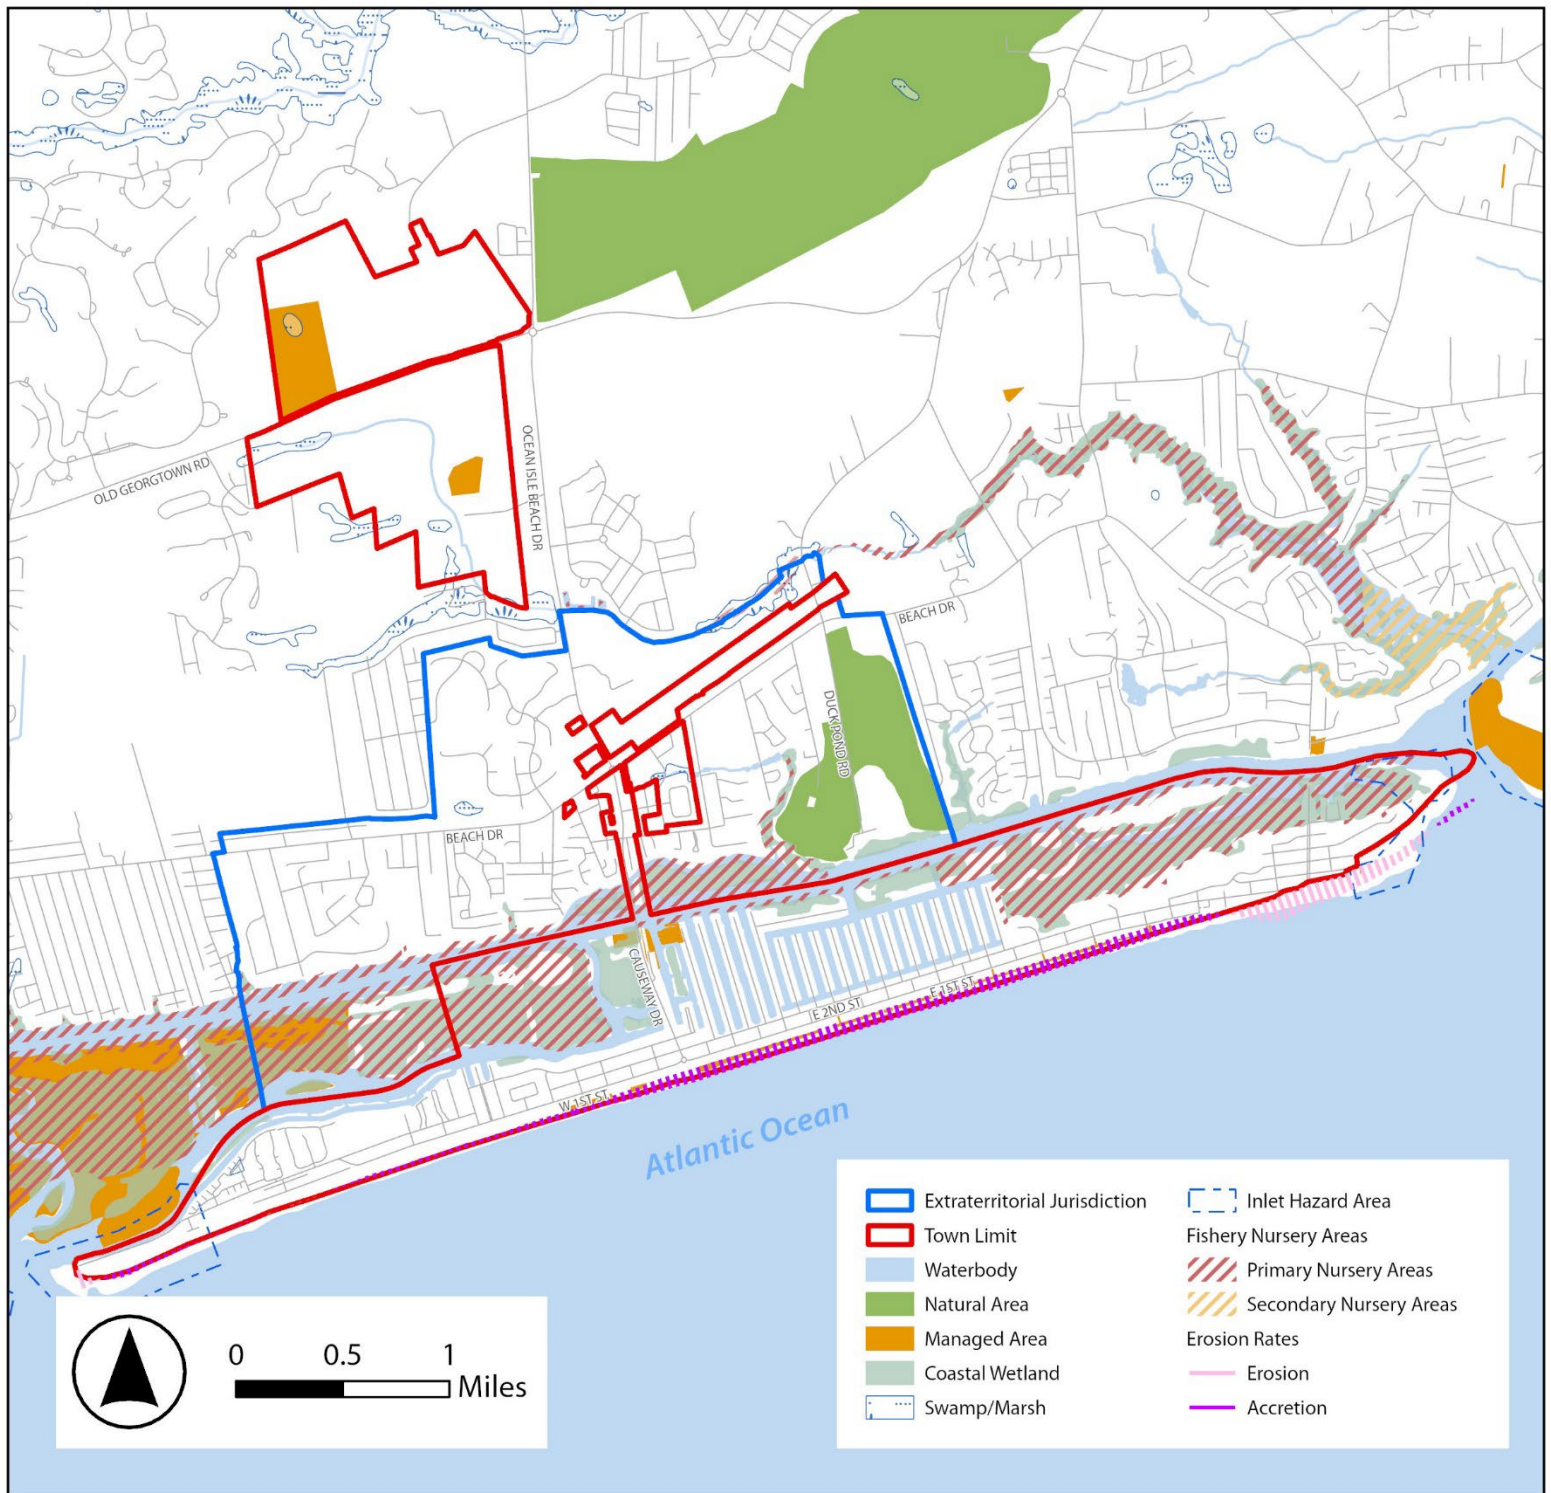 OLD GEORGTOWN RD
OCEAN ISLE BEACH DR
BEACH DR
DUCK POND RD
BEACH DR
CAUSEWAY DR
E 2ND ST
E 1ST ST
W 1ST ST
Atlantic Ocean
Extraterritorial Jurisdiction
Town Limit
Waterbody
Natural Area
Managed Area
Coastal Wetland
Swamp/Marsh
Inlet Hazard Area
Fishery Nursery Areas
Primary Nursery Areas
Secondary Nursery Areas
Erosion Rates
Erosion
Accretion
0 0.5 1
Miles